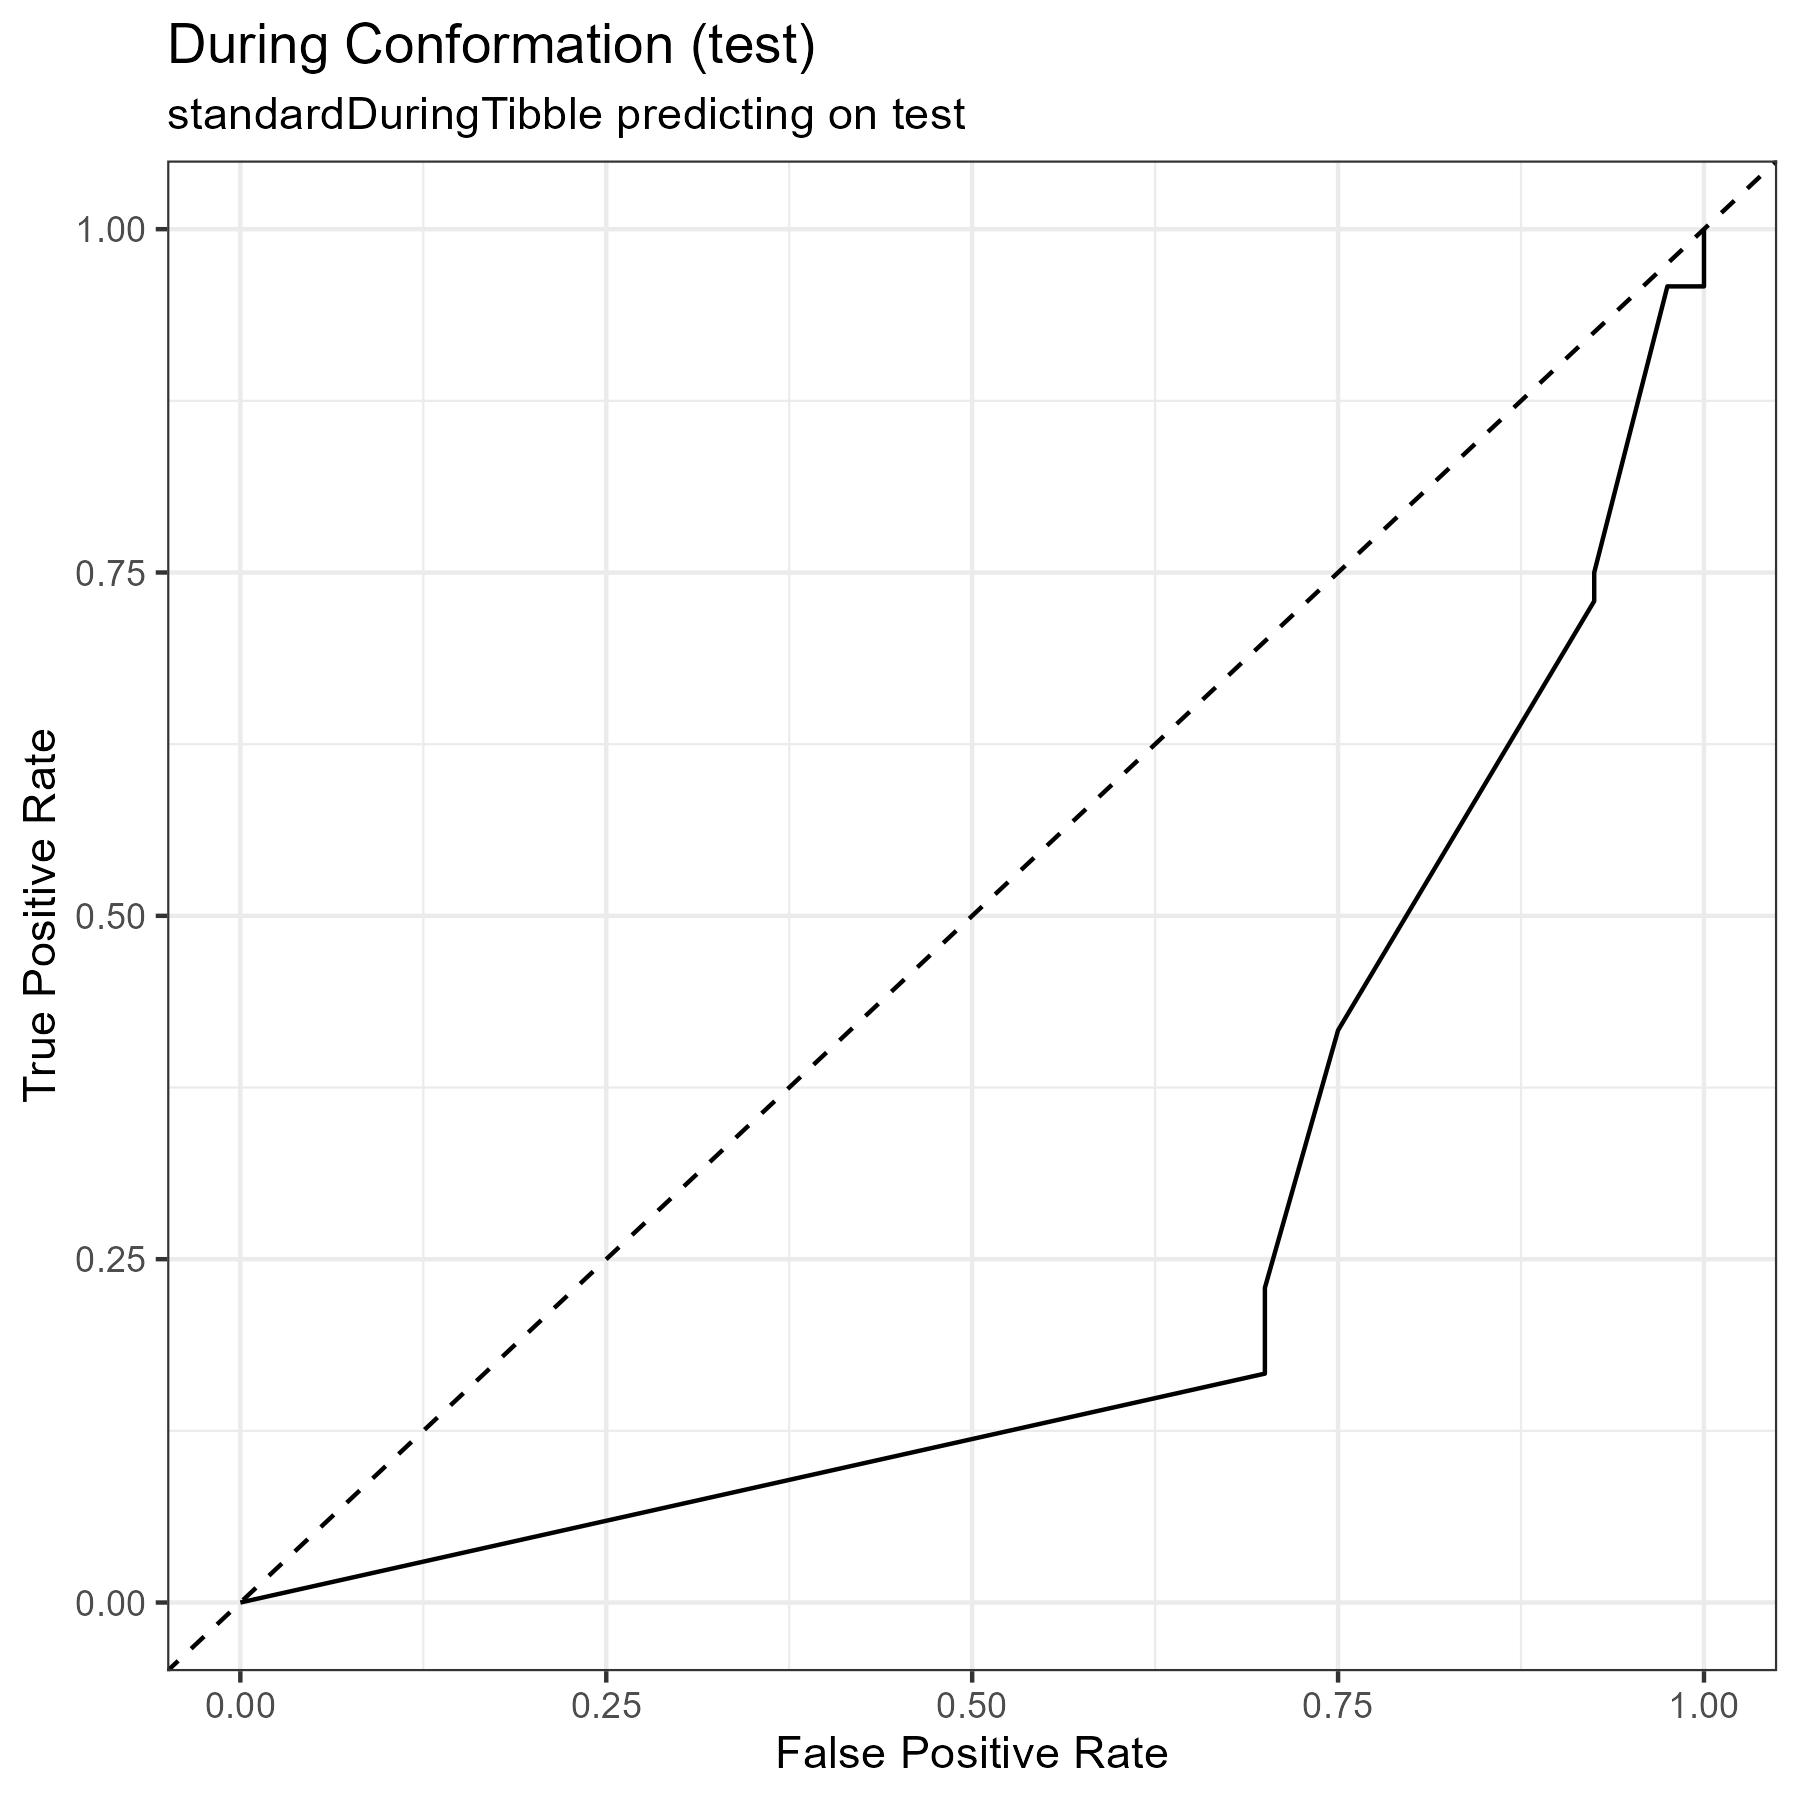 During Conformation (test)
standardDuringTibble predicting on test
True Positive Rate
1.00
0.75
0.50
0.25
0.00
0.00 0.25 0.50 0.75 1.00
False Positive Rate